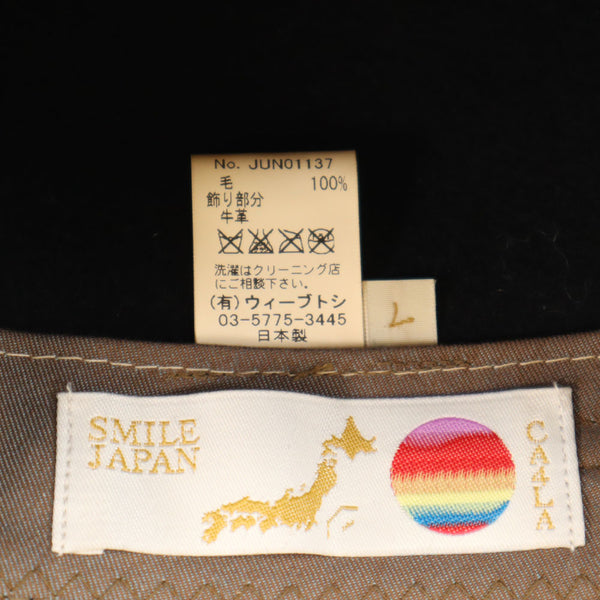 No. JUN01137
毛 100%
飾り部分
牛革
洗濯はクリーニング店
にご相談下さい。
(有)ウィーブトシ
03-5775-3445
日本製
L
SMILE
JAPAN
CA4LA